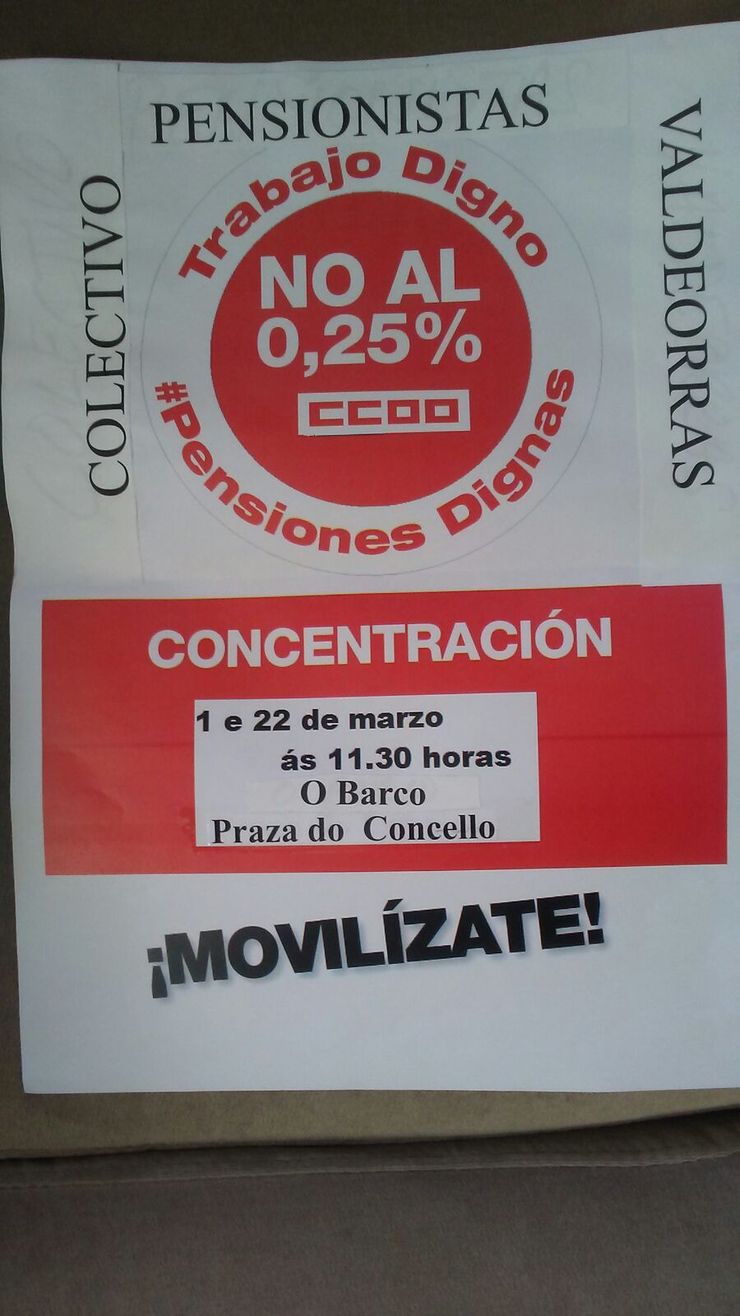 PENSIONISTAS
COLECTIVO
VALDEORRAS
Trabajo Digno
NO AL
0,25%
CCOO
#Pensiones Dignas
CONCENTRACIÓN
1 e 22 de marzo
ás 11.30 horas
O Barco
Praza do Concello
¡MOVILÍZATE!